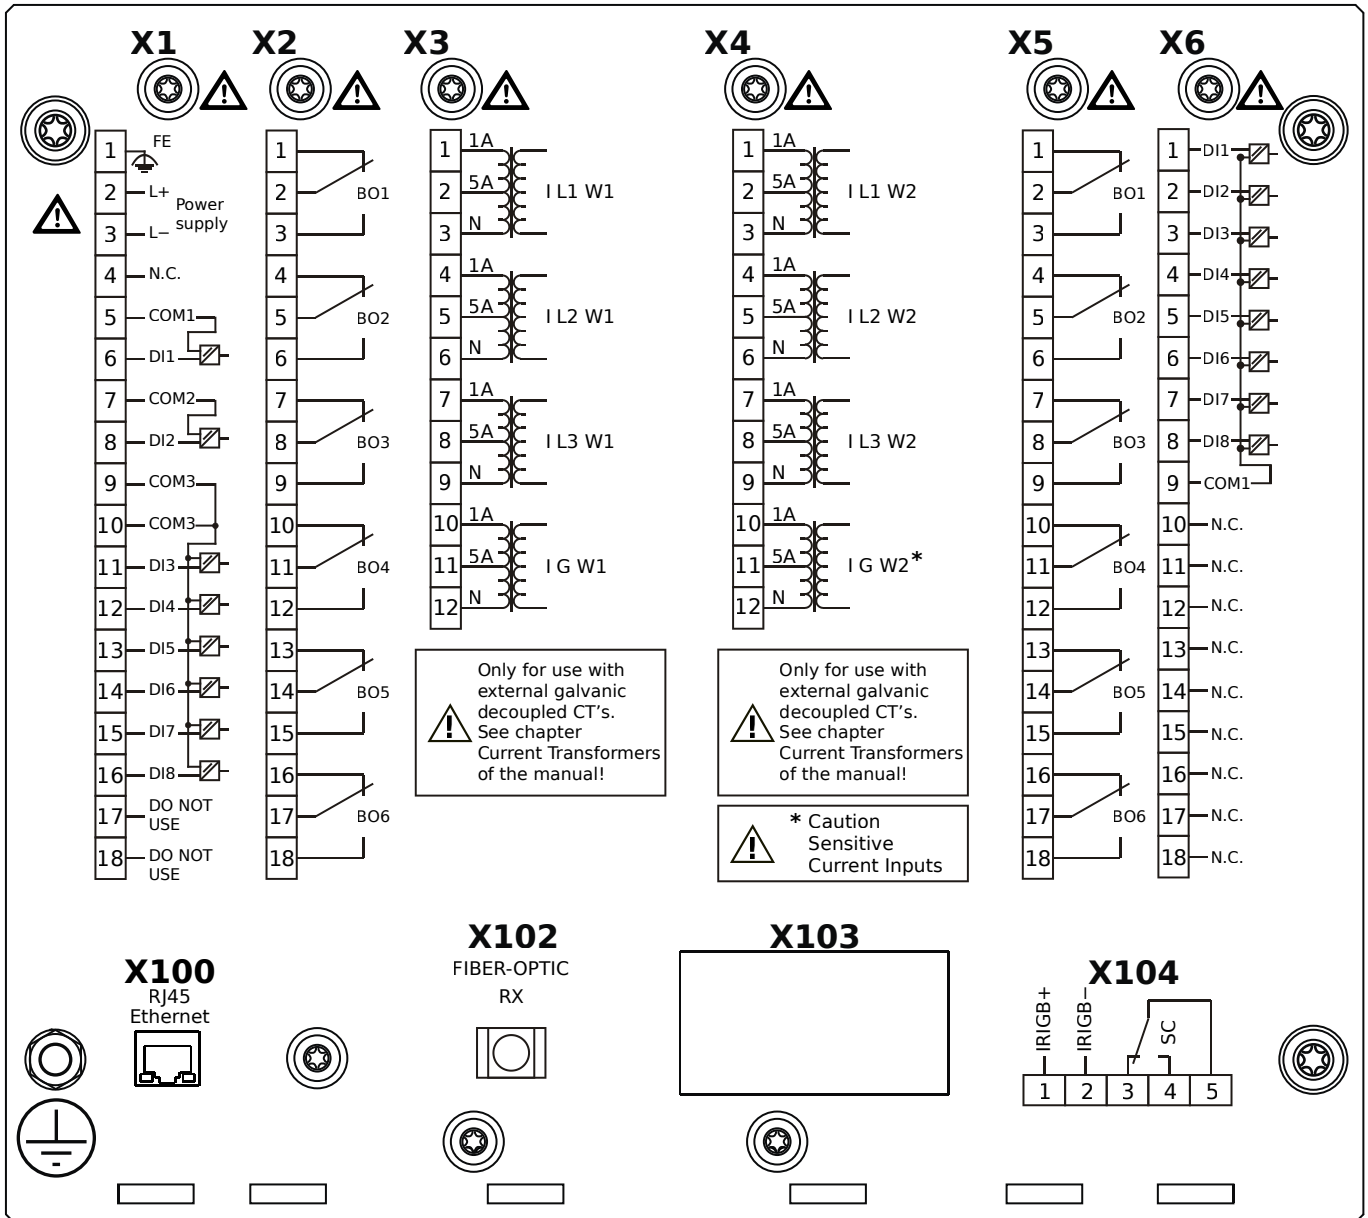 X1
X2
X3
X4
X5
X6
1
FE
2
L+
Power
supply
3
L−
4
N.C.
5
COM1
6
DI1
7
COM2
8
DI2
9
COM3
10
COM3
11
DI3
12
DI4
13
DI5
14
DI6
15
DI7
16
DI8
17
DO NOT
USE
18
DO NOT
USE
1
2
BO1
3
4
5
BO2
6
7
8
BO3
9
10
11
BO4
12
13
14
BO5
15
16
17
BO6
18
1
1A
2
5A
I L1 W1
3
N
4
1A
5
5A
I L2 W1
6
N
7
1A
8
5A
I L3 W1
9
N
10
1A
11
5A
I G W1
12
N
Only for use with
external galvanic
decoupled CT’s.
See chapter
Current Transformers
of the manual!
1
1A
2
5A
I L1 W2
3
N
4
1A
5
5A
I L2 W2
6
N
7
1A
8
5A
I L3 W2
9
N
10
1A
11
5A
I G W2*
12
N
Only for use with
external galvanic
decoupled CT’s.
See chapter
Current Transformers
of the manual!
* Caution
Sensitive
Current Inputs
1
2
BO1
3
4
5
BO2
6
7
8
BO3
9
10
11
BO4
12
13
14
BO5
15
16
17
BO6
18
1
DI1
2
DI2
3
DI3
4
DI4
5
DI5
6
DI6
7
DI7
8
DI8
9
COM1
10
N.C.
11
N.C.
12
N.C.
13
N.C.
14
N.C.
15
N.C.
16
N.C.
17
N.C.
18
N.C.
X100
RJ45
Ethernet
X102
FIBER-OPTIC
RX
X103
X104
IRIGB+
IRIGB−
SC
1 2 3 4 5